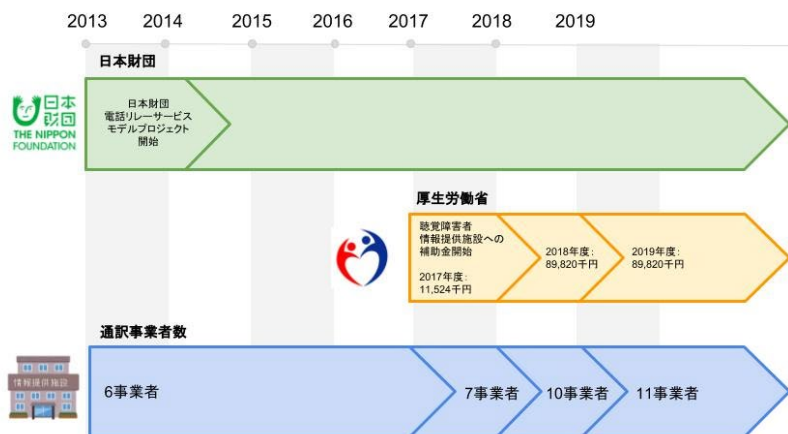 2013 2014 2015 2016 2017 2018 2019
日本財団
日本
財団
THE NIPPON
FOUNDATION
日本財団
電話リレーサービス
モデルプロジェクト
開始
厚生労働省
聴覚障害者
情報提供施設への
補助金開始
2017年度:
11,524千円
2018年度:
89,820千円
2019年度:
89,820千円
通訳事業者数
情報提供施設
6事業者
7事業者
10事業者
11事業者